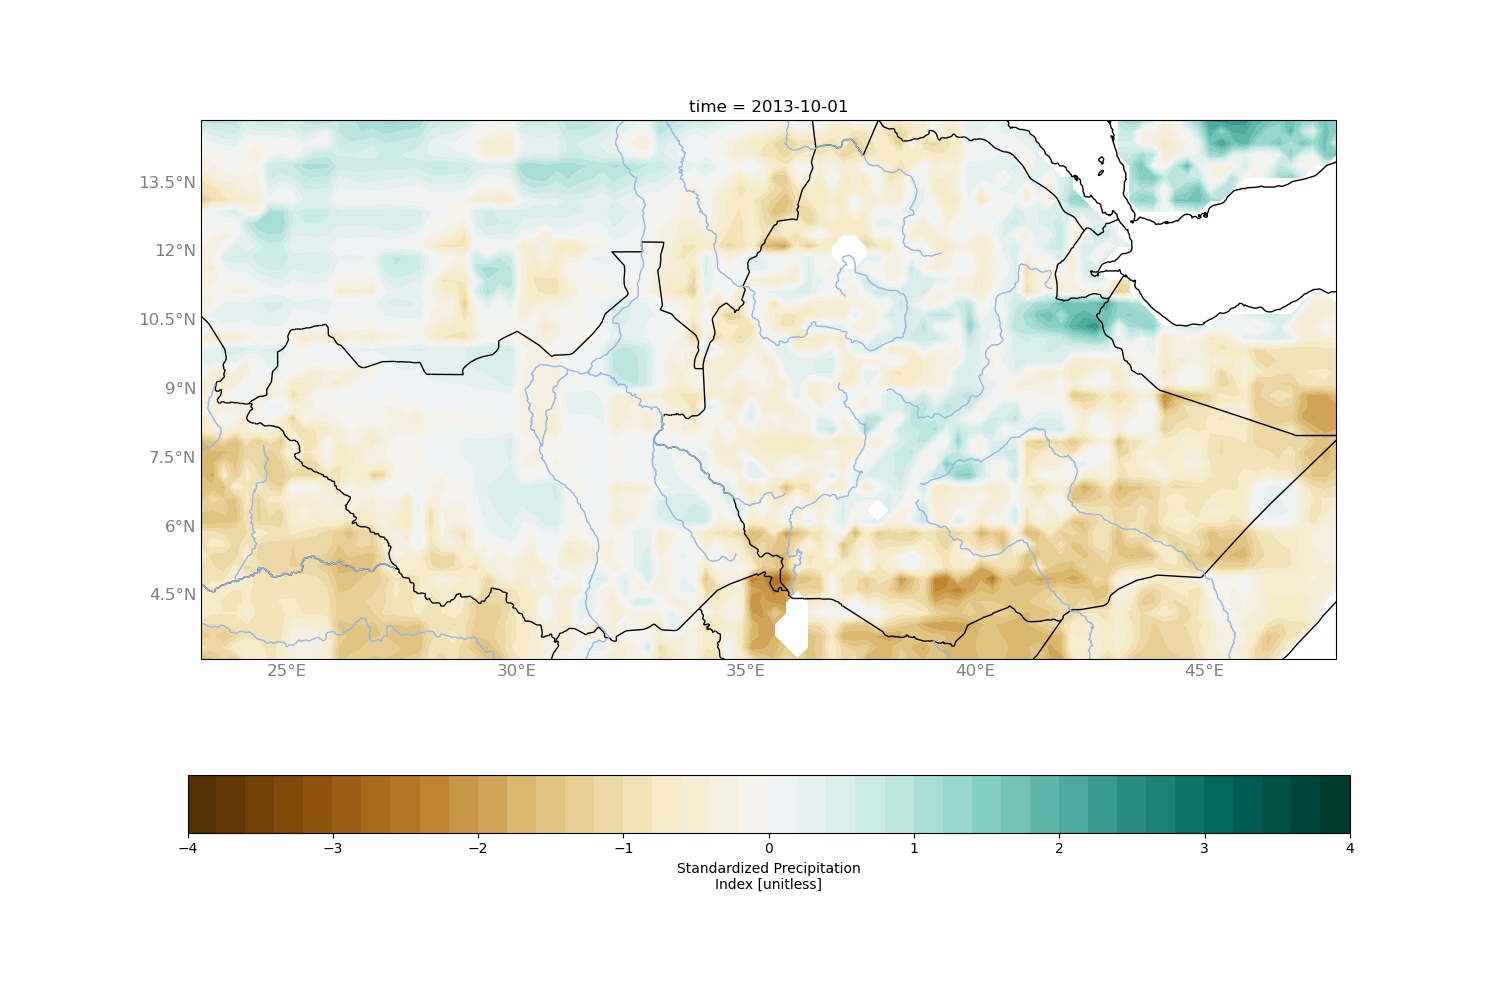 time = 2013-10-01
13.5°N
12°N
10.5°N
9°N
7.5°N
6°N
4.5°N
25°E 30°E 35°E 40°E 45°E
−4 −3 −2 −1 0 1 2 3 4
Standardized Precipitation
Index [unitless]